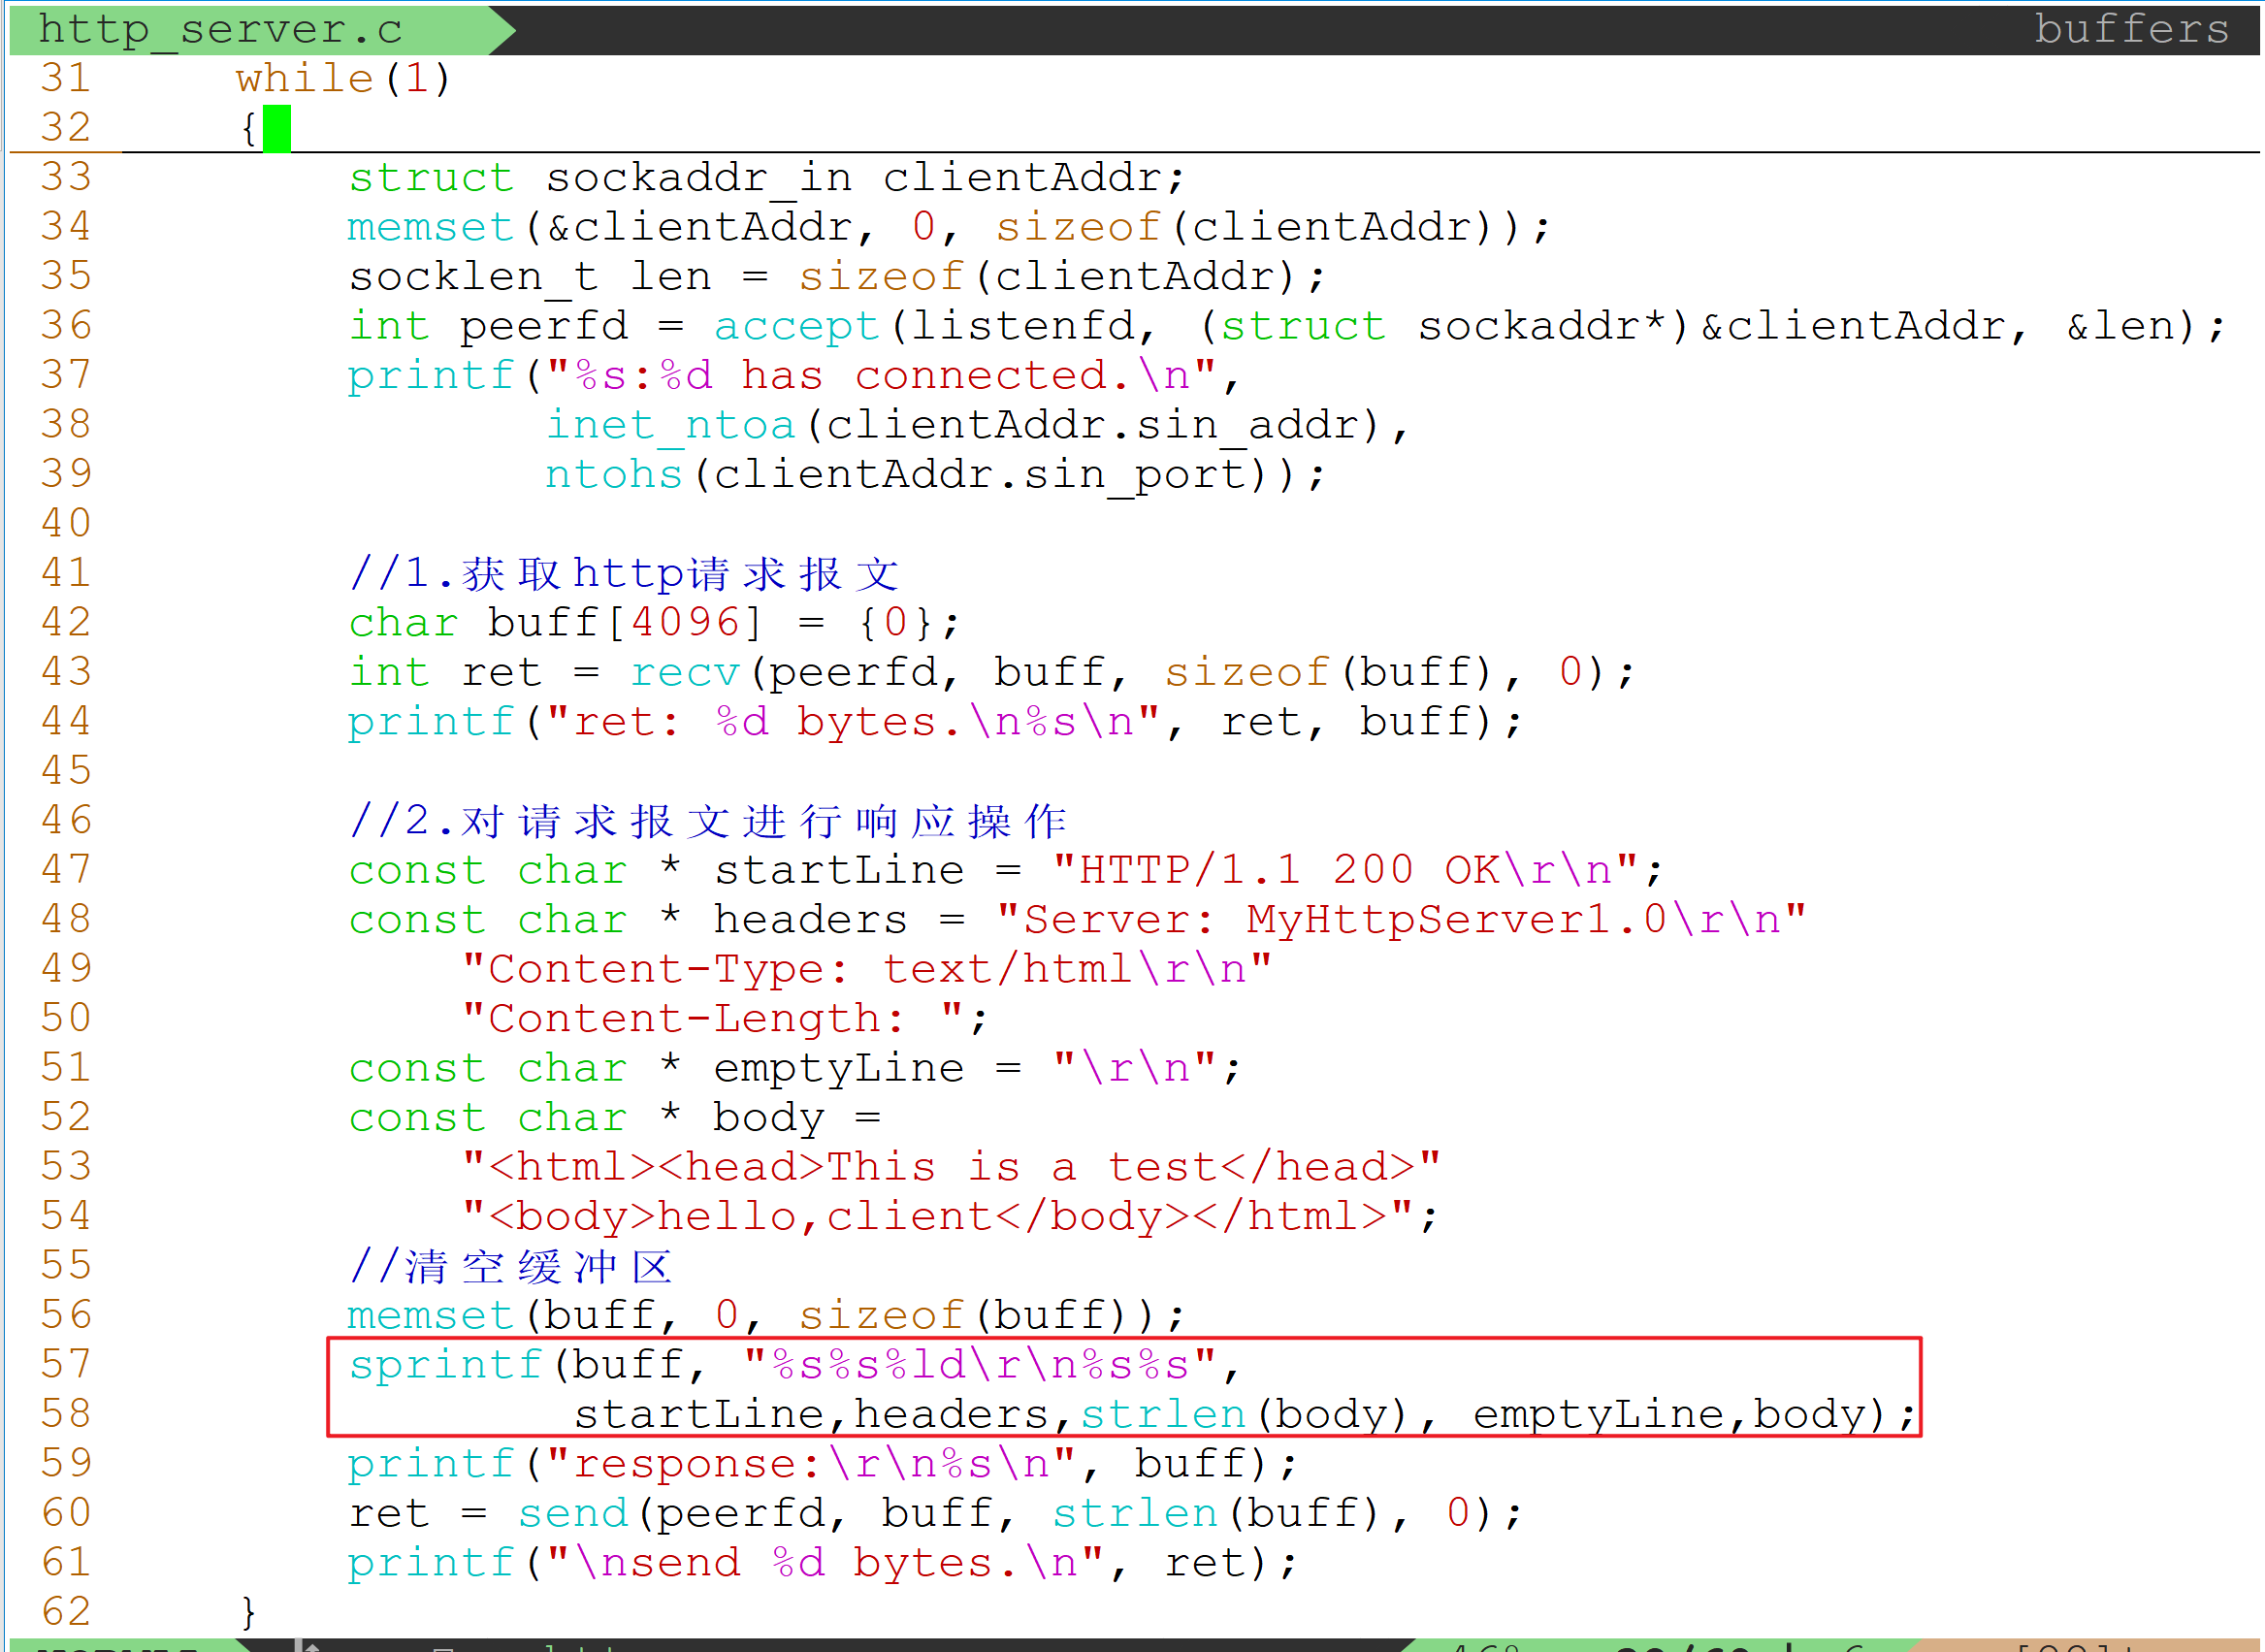 http_server.c buffers
31 while(1)
32 {
33 struct sockaddr_in clientAddr;
34 memset(&clientAddr, 0, sizeof(clientAddr));
35 socklen_t len = sizeof(clientAddr);
36 int peerfd = accept(listenfd, (struct sockaddr*)&clientAddr, &len);
37 printf("%s:%d has connected.\n",
38 inet_ntoa(clientAddr.sin_addr),
39 ntohs(clientAddr.sin_port));
40
41 //1.获取http请求报文
42 char buff[4096] = {0};
43 int ret = recv(peerfd, buff, sizeof(buff), 0);
44 printf("ret: %d bytes.\n%s\n", ret, buff);
45
46 //2.对请求报文进行响应操作
47 const char * startLine = "HTTP/1.1 200 OK\r\n";
48 const char * headers = "Server: MyHttpServer1.0\r\n"
49 "Content-Type: text/html\r\n"
50 "Content-Length: ";
51 const char * emptyLine = "\r\n";
52 const char * body =
53 "<html><head>This is a test</head>"
54 "<body>hello,client</body></html>";
55 //清空缓冲区
56 memset(buff, 0, sizeof(buff));
57 sprintf(buff, "%s%s%ld\r\n%s%s",
58 startLine,headers,strlen(body), emptyLine,body);
59 printf("response:\r\n%s\n", buff);
60 ret = send(peerfd, buff, strlen(buff), 0);
61 printf("\nsend %d bytes.\n", ret);
62 }